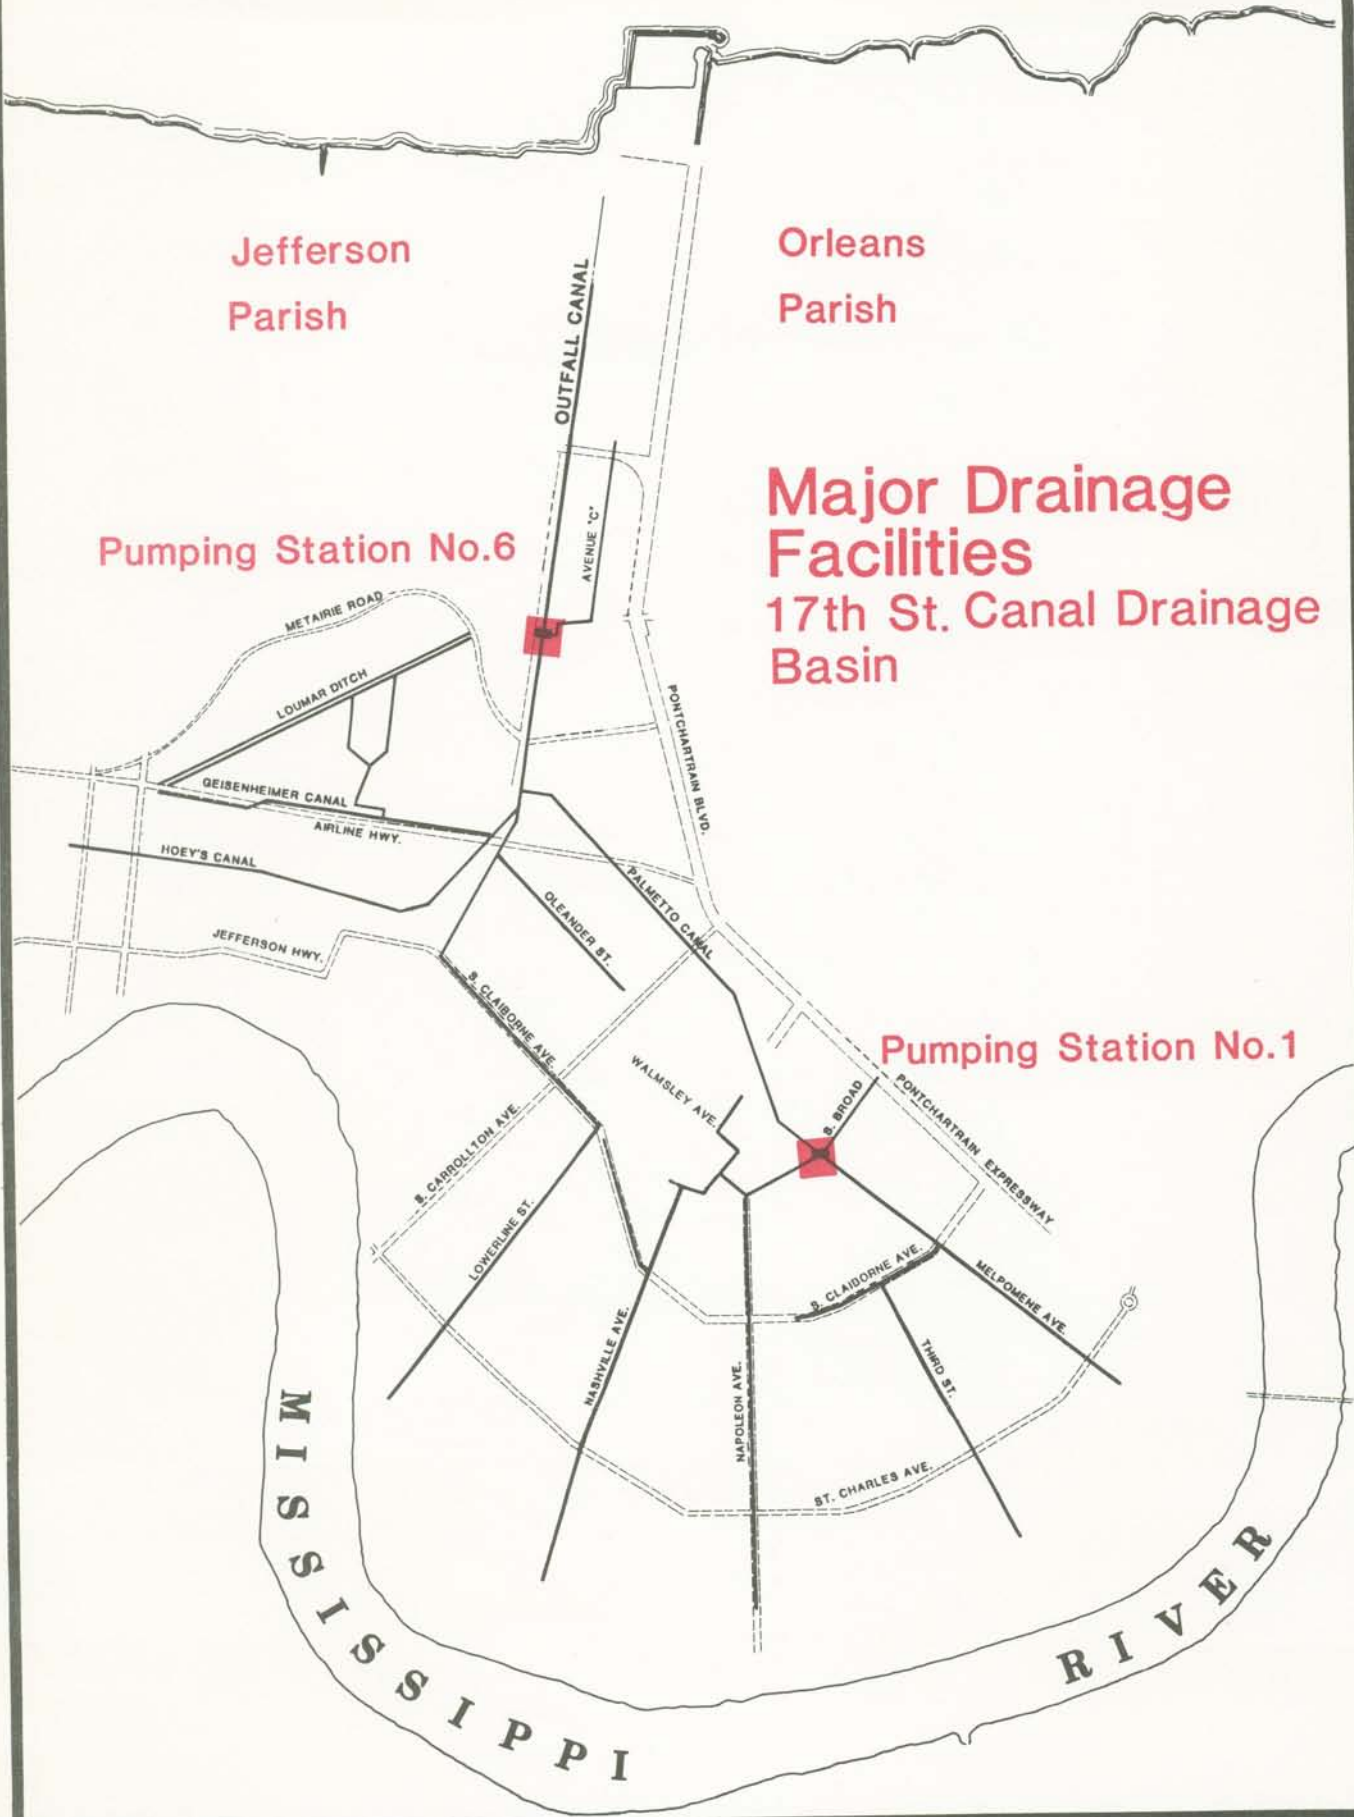 Jefferson
Parish
Orleans
Parish
OUTFALL CANAL
Major Drainage
Facilities
17th St. Canal Drainage
Basin
Pumping Station No.6
AVENUE "C"
METAIRIE ROAD
LOUMAR DITCH
PONTCHARTRAIN BLVD.
GEISENHEIMER CANAL
AIRLINE HWY.
HOEY'S CANAL
PALMETTO CANAL
OLEANDER ST.
JEFFERSON HWY.
S. CLAIBORNE AVE.
Pumping Station No.1
WALMSLEY AVE.
S. BROAD
PONTCHARTRAIN EXPRESSWAY
S. CARROLLTON AVE.
LOWERLINE ST.
S. CLAIBORNE AVE.
MELPOMENE AVE.
NASHVILLE AVE.
NAPOLEON AVE.
THIRD ST.
ST. CHARLES AVE.
MISSISSIPPI RIVER